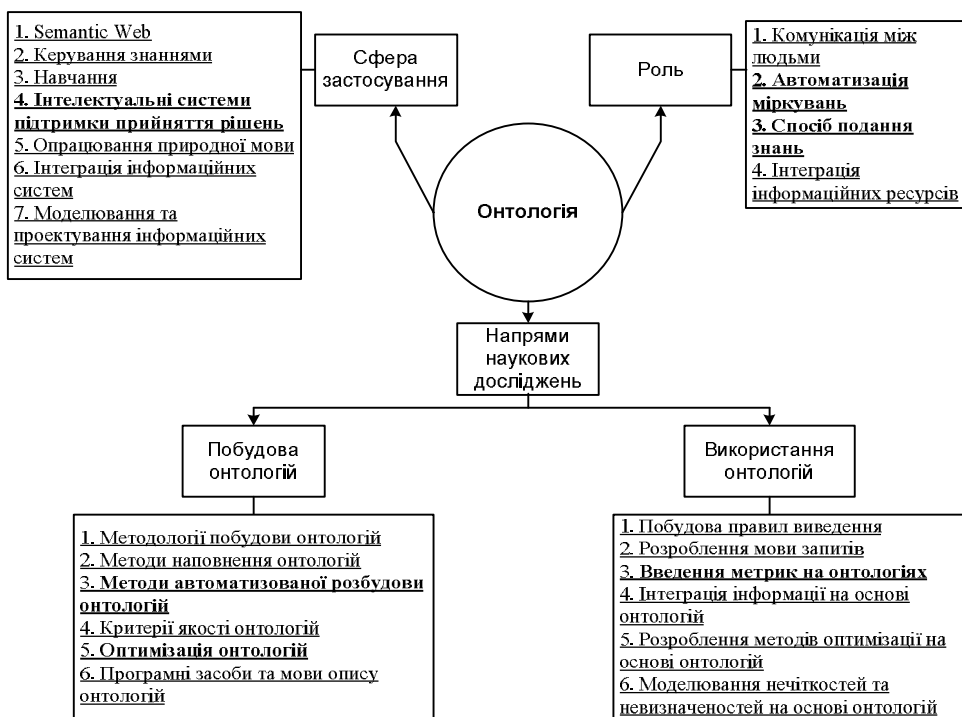 1. Semantic Web
2. Керування знаннями
3. Навчання
4. Інтелектуальні системи
підтримки прийняття рішень
5. Опрацювання природної мови
6. Інтеграція інформаційних
систем
7. Моделювання та
проектування інформаційних
систем
Сфера
застосування
Роль
1. Комунікація між
людьми
2. Автоматизація
міркувань
3. Спосіб подання
знань
4. Інтеграція
інформаційних ресурсів
Онтологія
Напрями
наукових
досліджень
Побудова
онтологій
1. Методології побудови онтологій
2. Методи наповнення онтологій
3. Методи автоматизованої розбудови
онтологій
4. Критерії якості онтологій
5. Оптимізація онтологій
6. Програмні засоби та мови опису
онтологій
Використання
онтологій
1. Побудова правил виведення
2. Розроблення мови запитів
3. Введення метрик на онтологіях
4. Інтеграція інформації на основі
онтологій
5. Розроблення методів оптимізації на
основі онтологій
6. Моделювання нечіткостей та
невизначеностей на основі онтологій